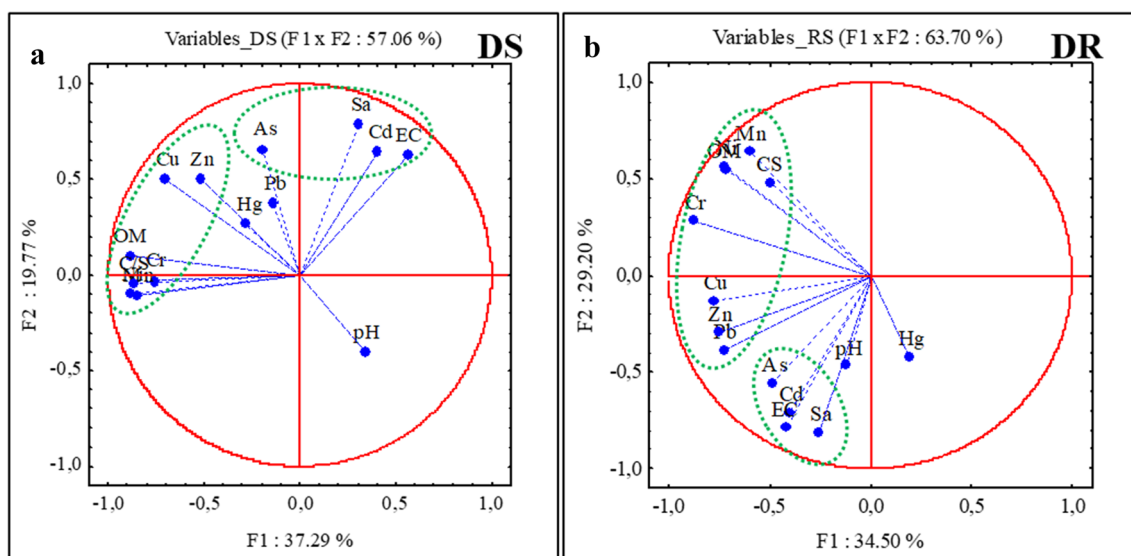 a
Variables_DS (F1 x F2 : 57.06 %)
DS
1,0
0,5
0,0
-0,5
-1,0
F2 : 19.77 %
Sa
As
Cd
EC
Cu
Zn
Pb
Hg
OM
C/S
Cr
Mn
pH
-1,0
-0,5
0,0
0,5
1,0
F1 : 37.29 %
b
Variables_RS (F1 x F2 : 63.70 %)
DR
1,0
0,5
0,0
-0,5
-1,0
F2 : 29.20 %
Mn
OM
CS
Cr
Cu
Zn
Pb
As
pH
Hg
Cd
EC
Sa
-1,0
-0,5
0,0
0,5
1,0
F1 : 34.50 %